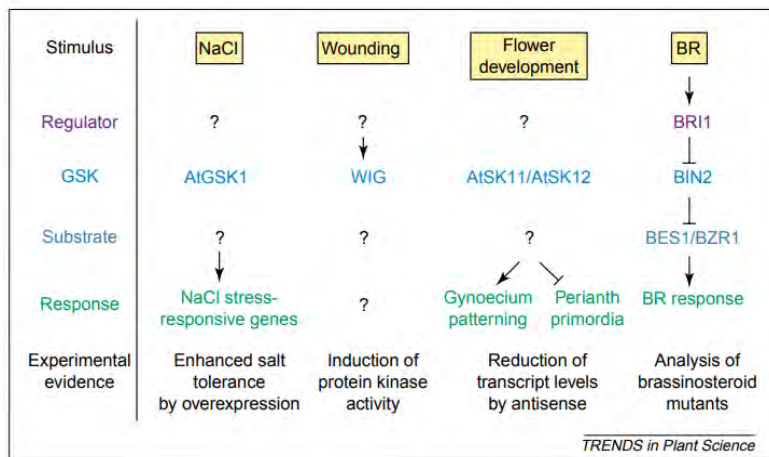 Stimulus NaCl Wounding Flower development BR
Regulator ? ? ? BRI1
GSK AtGSK1 WIG AtSK11/AtSK12 BIN2
Substrate ? ? ? BES1/BZR1
Response NaCl stress- ? Gynoecium Perianth BR response
responsive genes patterning primordia
Experimental Enhanced salt Induction of Reduction of Analysis of
evidence tolerance protein kinase transcript levels brassinosteroid
by overexpression activity by antisense mutants
TRENDS in Plant Science